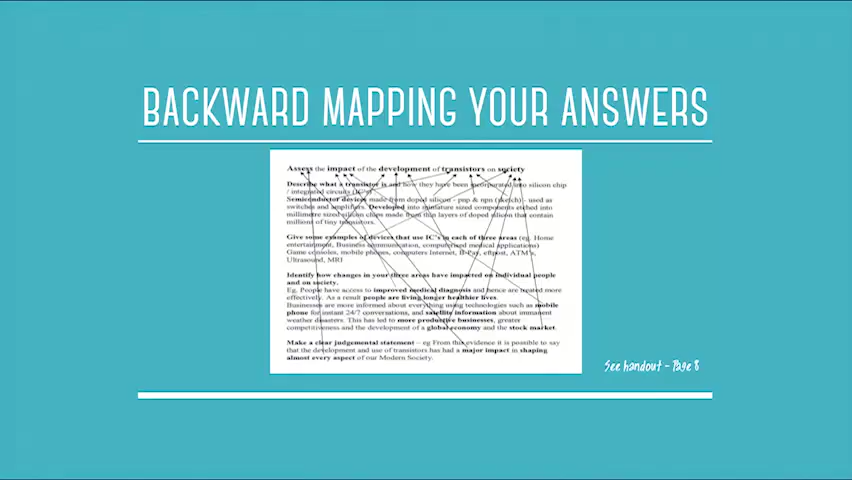 BACKWARD MAPPING YOUR ANSWERS
Assess the impact of the development of transistors on society
Describe what a transistor is and how they have been incorporated into silicon chip
/ integrated circuits (IC's)
Semiconductor devices made from doped silicon - pnp & npn (sketch) - used as
switches and amplifiers. Developed into miniature sized components etched into
millimetre sized silicon chips made from thin layers of doped silicon that contain
millions of tiny transistors.
Give some examples of devices that use IC's in each of three areas (eg. Home
entertainment, Business communication, computerised medical applications)
Game consoles, mobile phones, computers Internet, B-Pay, eftpost, ATM's,
Ultrasound, MRI
Identify how changes in your three areas have impacted on individual people
and on society.
Eg. People have access to improved medical diagnosis and hence are treated more
effectively. As a result people are living longer healthier lives.
Businesses are more informed about everything using technologies such as mobile
phone for instant 24/7 conversations, and satellite information about immanent
weather disasters. This has led to more productive businesses, greater
competitiveness and the development of a global economy and the stock market.
Make a clear judgemental statement – eg From this evidence it is possible to say
that the development and use of transistors has had a major impact in shaping
almost every aspect of our Modern Society.
See handout - Page 8